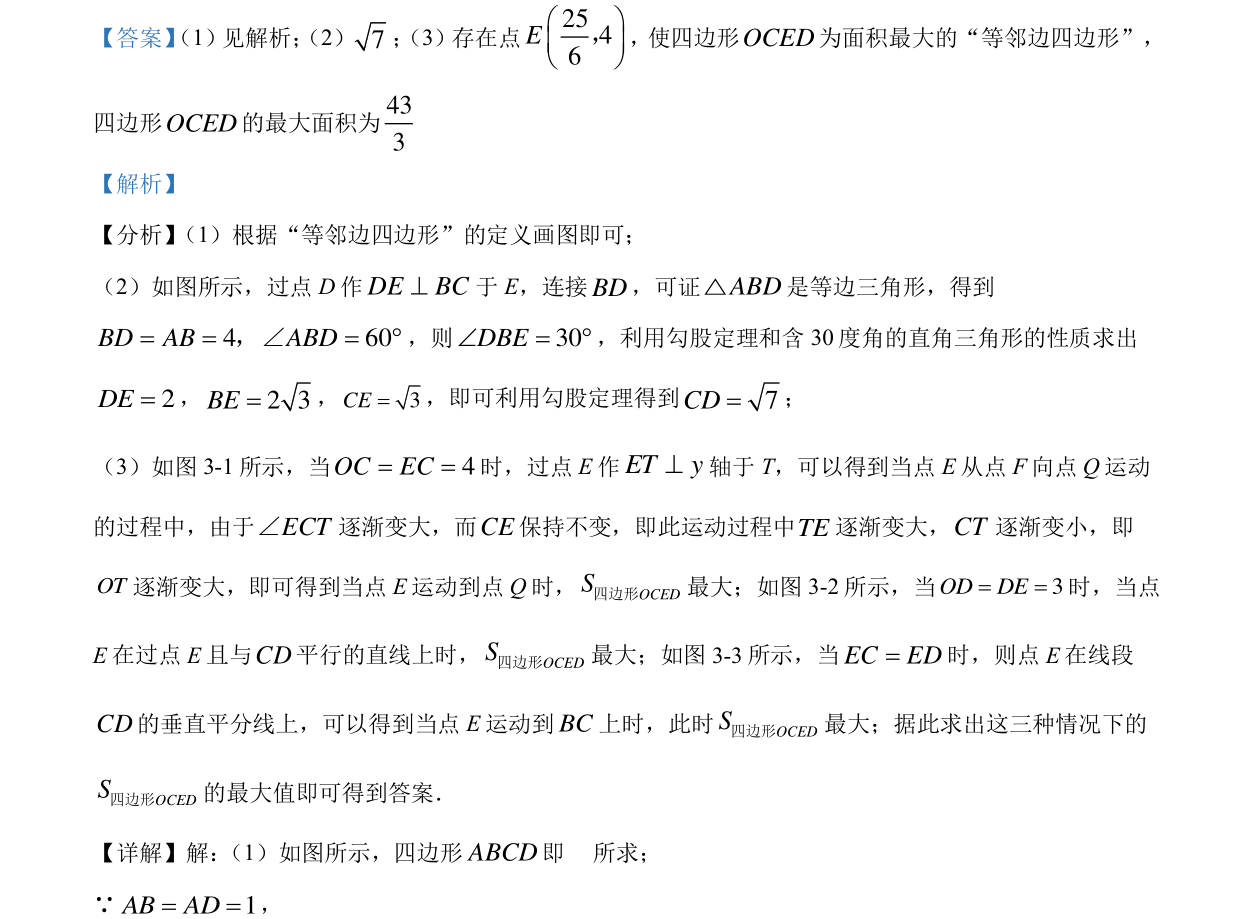 【答案】（1）见解析；（2）$\sqrt{7}$；（3）存在点$E\left(\frac{25}{6},4\right)$，使四边形$OCED$为面积最大的“等邻边四边形”，
四边形$OCED$的最大面积为$\frac{43}{3}$
【解析】
【分析】（1）根据“等邻边四边形”的定义画图即可；
（2）如图所示，过点 D 作$DE \perp BC$于 E，连接$BD$，可证$\triangle ABD$是等边三角形，得到
$BD = AB = 4，\angle ABD = 60°$，则$\angle DBE = 30°$，利用勾股定理和含 30 度角的直角三角形的性质求出
$DE = 2$，$BE = 2\sqrt{3}$，$CE = \sqrt{3}$，即可利用勾股定理得到$CD = \sqrt{7}$；
（3）如图 3-1 所示，当$OC = EC = 4$时，过点 E 作$ET \perp y$轴于 T，可以得到当点 E 从点 F 向点 Q 运动
的过程中，由于$\angle ECT$逐渐变大，而$CE$保持不变，即此运动过程中$TE$逐渐变大，$CT$逐渐变小，即
$OT$逐渐变大，即可得到当点 E 运动到点 Q 时，$S_{四边形OCED}$最大；如图 3-2 所示，当$OD = DE = 3$时，当点
E 在过点 E 且与$CD$平行的直线上时，$S_{四边形OCED}$最大；如图 3-3 所示，当$EC = ED$时，则点 E 在线段
$CD$的垂直平分线上，可以得到当点 E 运动到$BC$上时，此时$S_{四边形OCED}$最大；据此求出这三种情况下的
$S_{四边形OCED}$的最大值即可得到答案．
【详解】解：（1）如图所示，四边形$ABCD$即 所求；
∵$AB = AD = 1$，